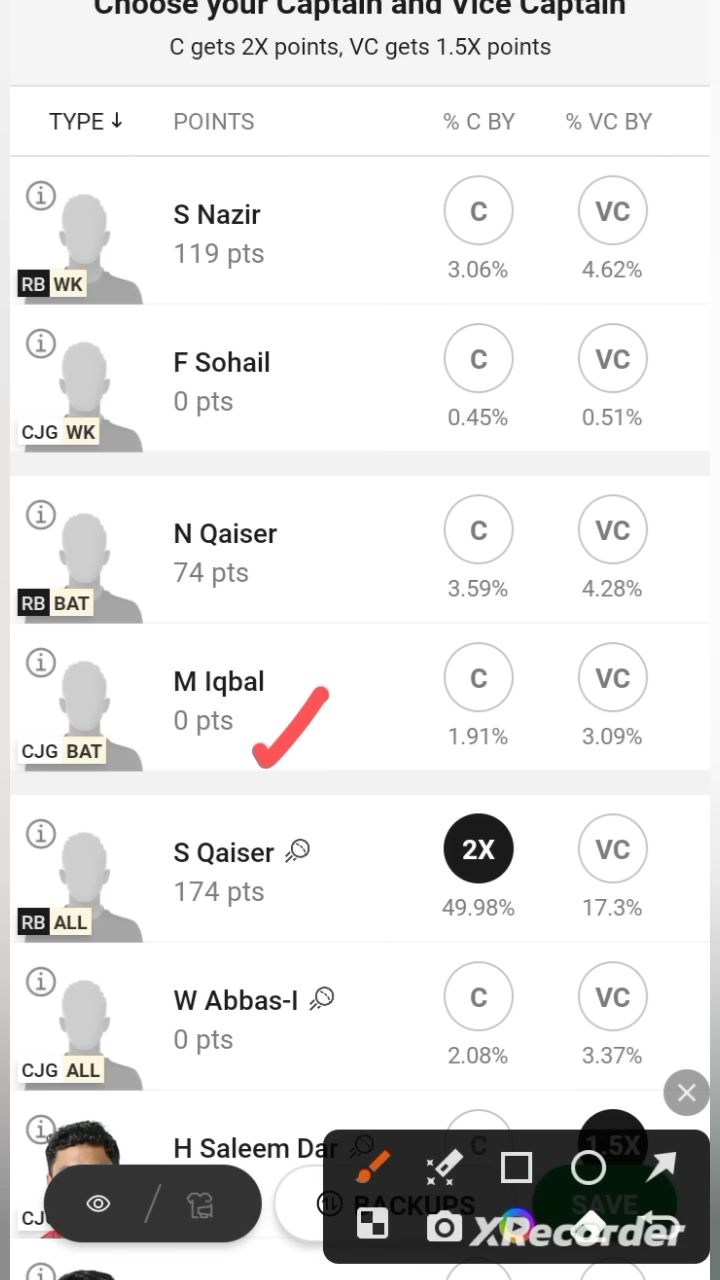 Choose your Captain and Vice Captain
C gets 2X points, VC gets 1.5X points
TYPE↓ POINTS % C BY % VC BY
S Nazir
119 pts
RB WK
C VC
3.06% 4.62%
F Sohail
0 pts
CJG WK
C VC
0.45% 0.51%
N Qaiser
74 pts
RB BAT
C VC
3.59% 4.28%
M Iqbal
0 pts
CJG BAT
C VC
1.91% 3.09%
S Qaiser
174 pts
RB ALL
2X VC
49.98% 17.3%
W Abbas-I
0 pts
CJG ALL
C VC
2.08% 3.37%
H Saleem Dar
C 1.5X
BACKUPS SAVE
XRecorder